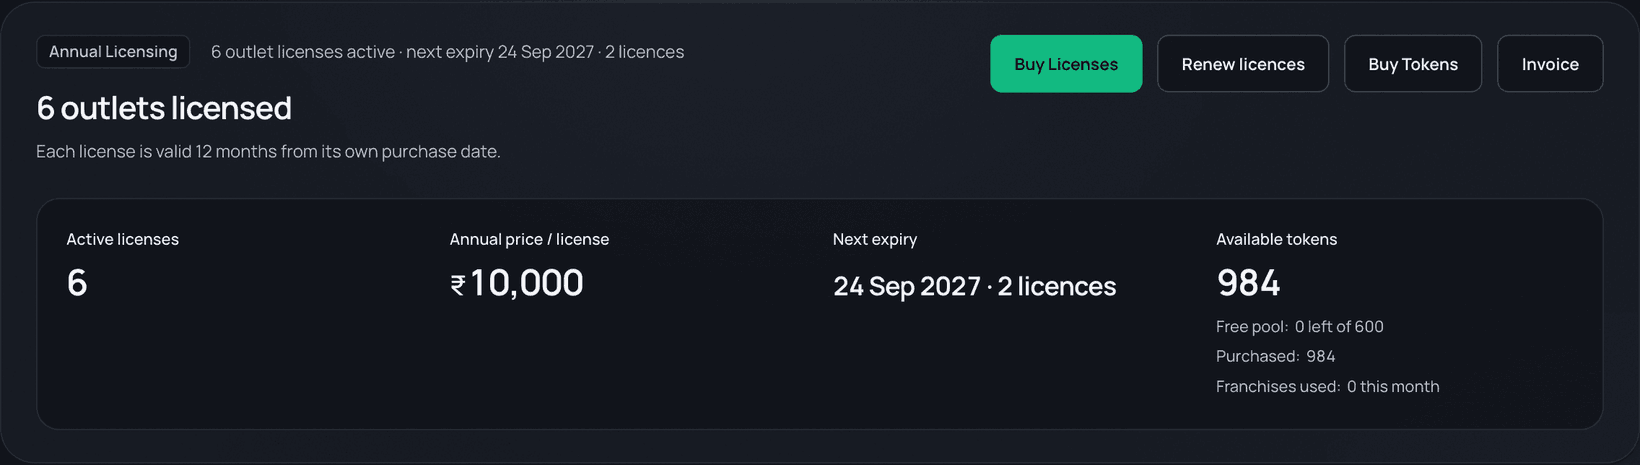 Annual Licensing
6 outlet licenses active · next expiry 24 Sep 2027 · 2 licences
Buy Licenses
Renew licences
Buy Tokens
Invoice
6 outlets licensed
Each license is valid 12 months from its own purchase date.
Active licenses
6
Annual price / license
₹10,000
Next expiry
24 Sep 2027 · 2 licences
Available tokens
984
Free pool: 0 left of 600
Purchased: 984
Franchises used: 0 this month